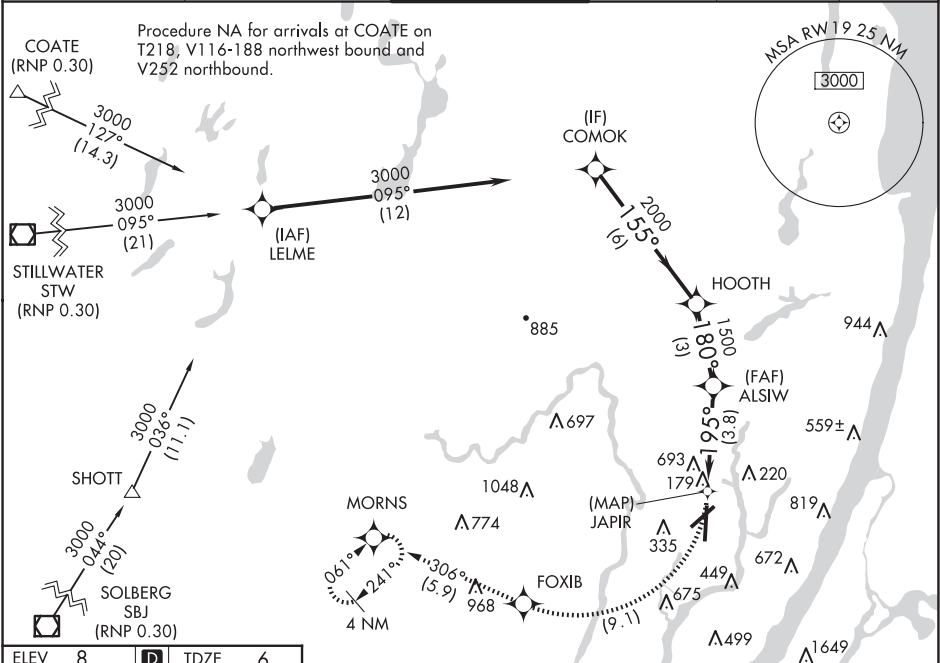 Procedure NA for arrivals at COATE on
T218, V116-188 northwest bound and
V252 northbound.
COATE
(RNP 0.30)
3000
127°
(14.3)
MSA RW 19 25 NM
3000
(IF)
COMOK
3000
095°
(12)
3000
095°
(21)
(IAF)
LELME
STILLWATER
STW
(RNP 0.30)
2000
155°
(6)
HOOTH
885
1500
180°
(3)
944
(FAF)
ALSIW
195°
(3.8)
697
559±
3000
036°
(11.1)
SHOTT
693
179
220
1048
(MAP)
JAPIR
819
MORNS
774
335
3000
044°
(20)
061°
241°
4 NM
306°
(5.9)
968
FOXIB
672
449
675
(9.1)
SOLBERG
SBJ
(RNP 0.30)
499
1649
ELEV 8 D TDZE 6